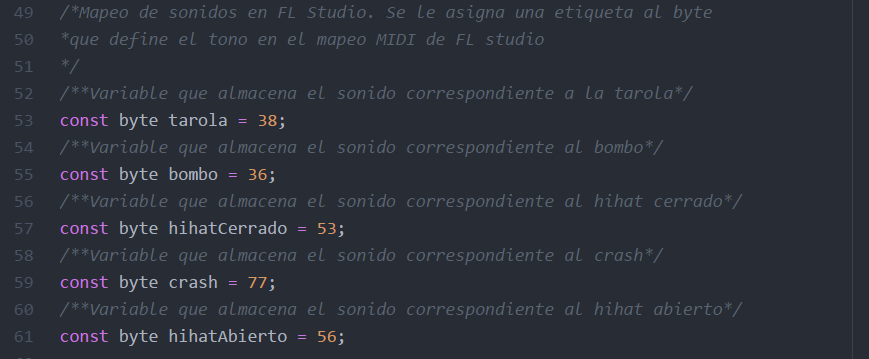 49 /*Mapeo de sonidos en FL Studio. Se le asigna una etiqueta al byte
50 *que define el tono en el mapeo MIDI de FL studio
51 */
52 /**Variable que almacena el sonido correspondiente a la tarola*/
53 const byte tarola = 38;
54 /**Variable que almacena el sonido correspondiente al bombo*/
55 const byte bombo = 36;
56 /**Variable que almacena el sonido correspondiente al hihat cerrado*/
57 const byte hihatCerrado = 53;
58 /**Variable que almacena el sonido correspondiente al crash*/
59 const byte crash = 77;
60 /**Variable que almacena el sonido correspondiente al hihat abierto*/
61 const byte hihatAbierto = 56;